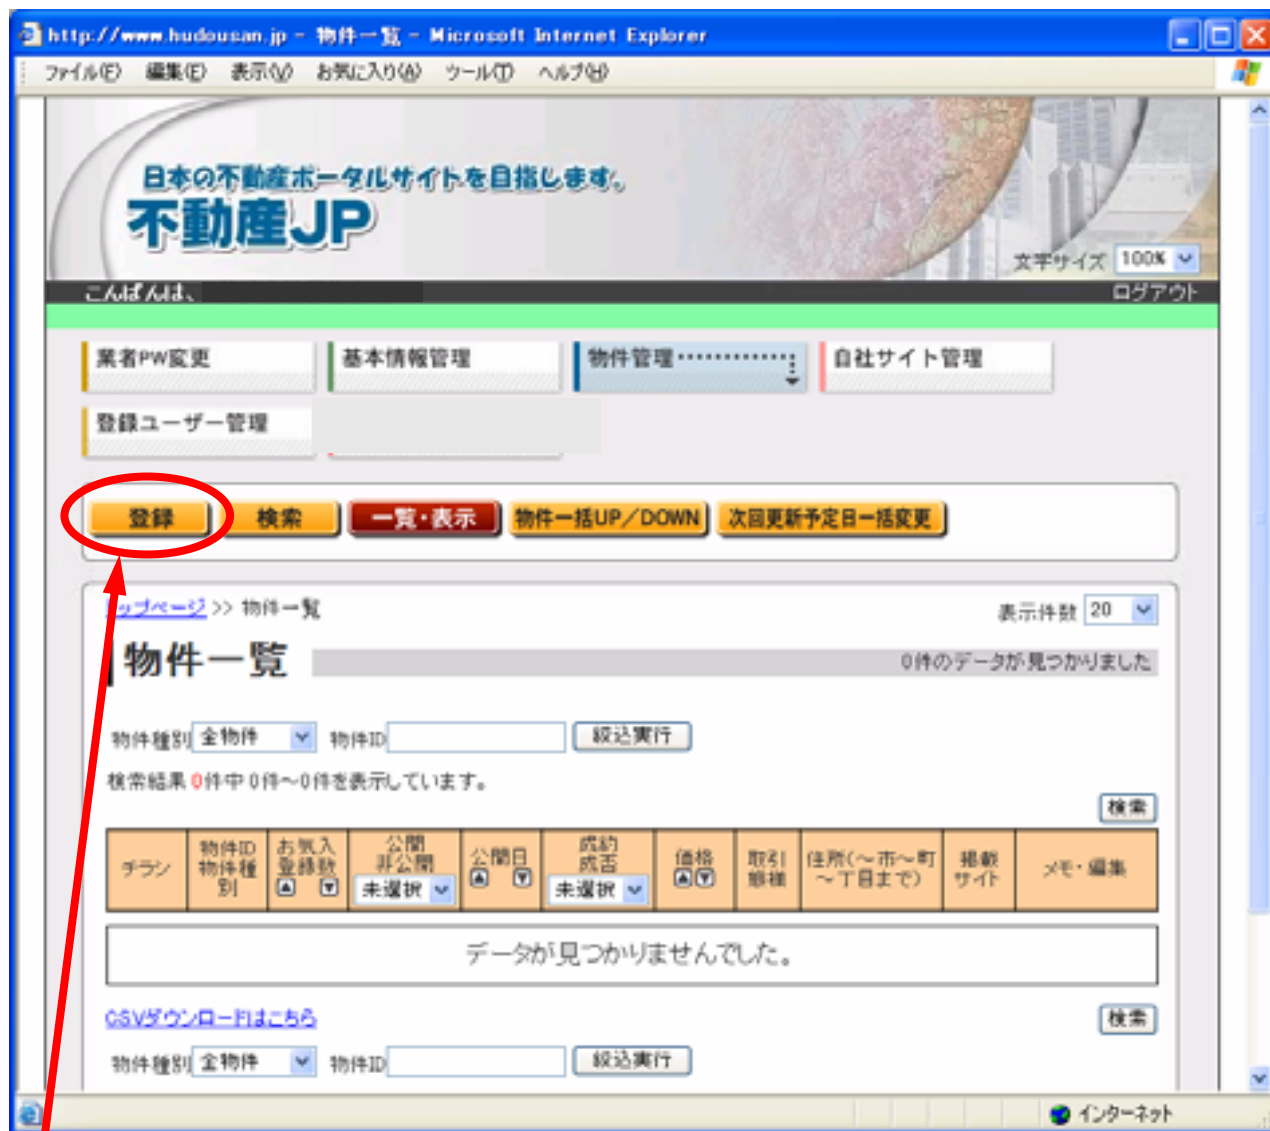 http://www.hudousan.jp - 物件一覧 - Microsoft Internet Explorer
ファイル(F) 編集(E) 表示(V) お気に入り(A) ツール(T) ヘルプ(H)
日本の不動産ポータルサイトを目指します。
不動産JP
文字サイズ 100%
こんばんは、 ログアウト
業者PW変更 基本情報管理 物件管理 自社サイト管理
登録ユーザー管理
登録 検索 一覧・表示 物件一括UP/DOWN 次回更新予定日一括変更
トップページ >> 物件一覧 表示件数 20
物件一覧 0件のデータが見つかりました
物件種別 全物件 物件ID 絞込実行
検索結果 0件中 0件～0件を表示しています。
検索
チラシ 物件ID 物件種別 お気入登録数 公開 非公開 未選択 公開日 成約 成否 未選択 価格 取引態様 住所(～市～町～丁目まで) 掲載サイト メモ・編集
データが見つかりませんでした。
CSVダウンロードはこちら 検索
物件種別 全物件 物件ID 絞込実行
インターネット